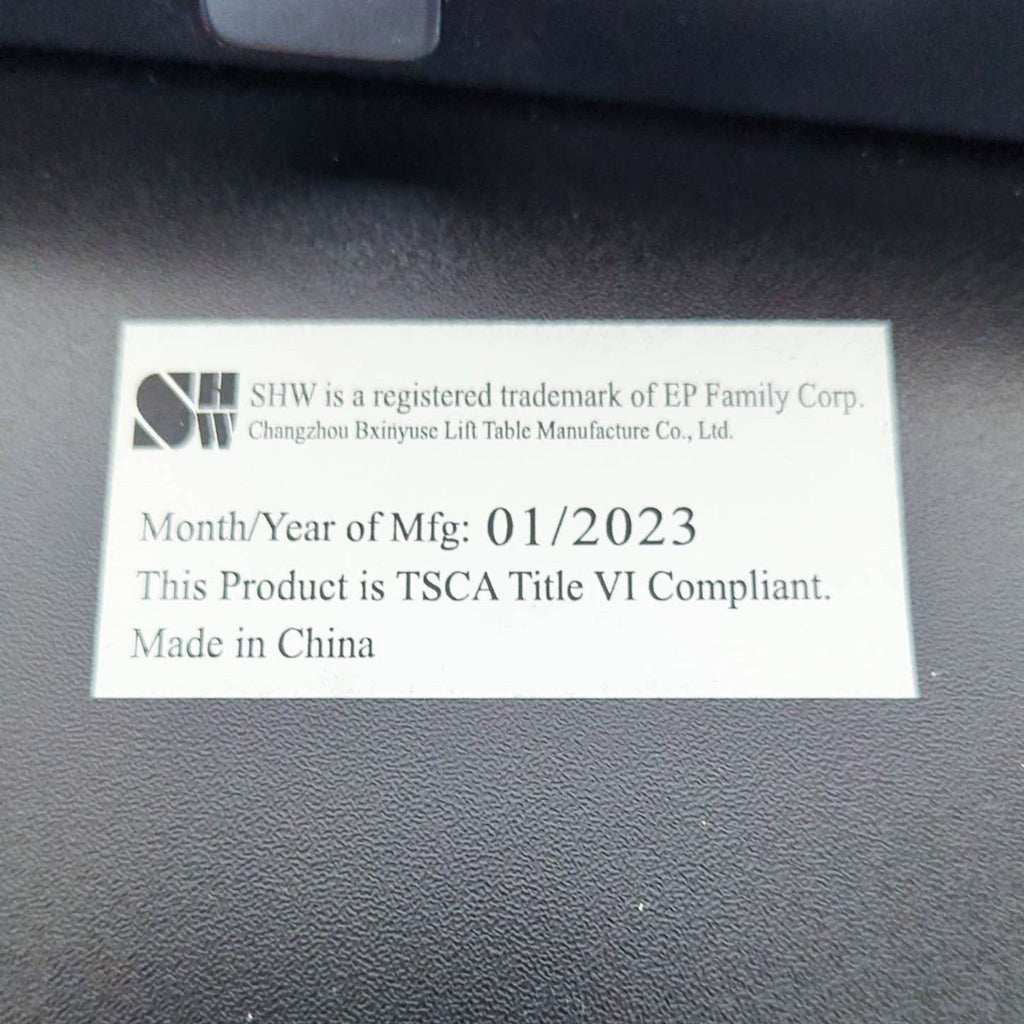 SHW SHW is a registered trademark of EP Family Corp.
Changzhou Bxinyuse Lift Table Manufacture Co., Ltd.
Month/Year of Mfg: 01/2023
This Product is TSCA Title VI Compliant.
Made in China